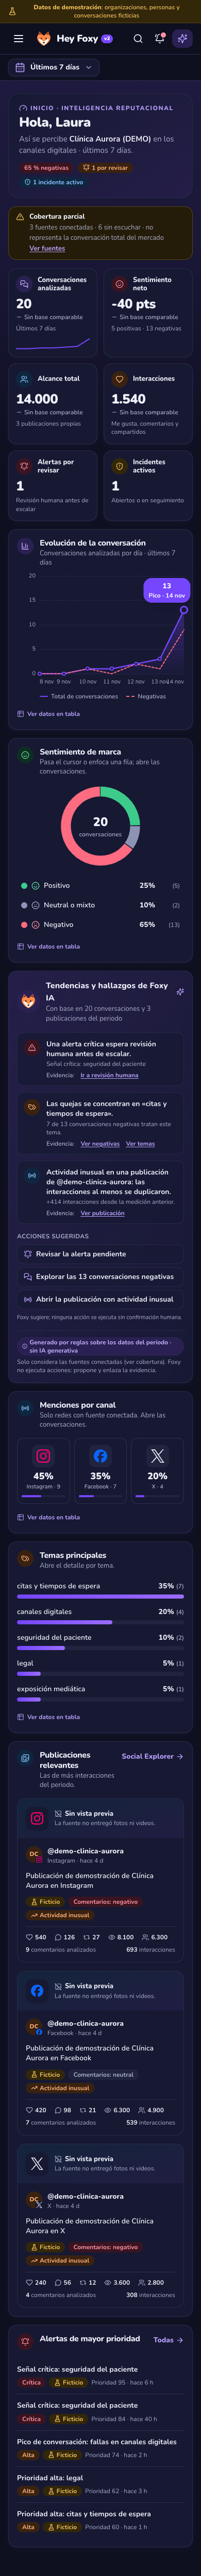 Datos de demostración: organizaciones, personas y
conversaciones ficticias
Hey Foxy v2
Últimos 7 días
INICIO · INTELIGENCIA REPUTACIONAL
Hola, Laura
Así se percibe Clínica Aurora (DEMO) en los
canales digitales · últimos 7 días.
65 % negativas
1 por revisar
1 incidente activo
Cobertura parcial
3 fuentes conectadas · 6 sin escuchar · no
representa la conversación total del mercado
Ver fuentes
Conversaciones
analizadas
20
— Sin base comparable
Últimos 7 días
Sentimiento
neto
-40 pts
— Sin base comparable
5 positivas · 13 negativas
Alcance total
14.000
— Sin base comparable
3 publicaciones propias
Interacciones
1.540
— Sin base comparable
Me gusta, comentarios y
compartidos
Alertas por
revisar
1
Revisión humana antes de
escalar
Incidentes
activos
1
Abiertos o en seguimiento
Evolución de la conversación
Conversaciones analizadas por día · últimos 7
días
13
Pico · 14 nov
20
15
10
5
0
8 nov 9 nov 10 nov 11 nov 12 nov 13 nov 14 nov
Total de conversaciones
Negativas
Ver datos en tabla
Sentimiento de marca
Pasa el cursor o enfoca una fila; abre las
conversaciones.
20
conversaciones
Positivo 25% (5)
Neutral o mixto 10% (2)
Negativo 65% (13)
Ver datos en tabla
Tendencias y hallazgos de Foxy
IA
Con base en 20 conversaciones y 3
publicaciones del periodo
Una alerta crítica espera revisión
humana antes de escalar.
Señal crítica: seguridad del paciente
Evidencia: Ir a revisión humana
Las quejas se concentran en «citas y
tiempos de espera».
7 de 13 conversaciones negativas tratan este
tema.
Evidencia: Ver negativas Ver temas
Actividad inusual en una publicación
de @demo-clinica-aurora: las
interacciones al menos se duplicaron.
+414 interacciones desde la medición anterior.
Evidencia: Ver publicación
ACCIONES SUGERIDAS
Revisar la alerta pendiente
Explorar las 13 conversaciones negativas
Abrir la publicación con actividad inusual
Foxy sugiere; ninguna acción se ejecuta sin confirmación humana.
Generado por reglas sobre los datos del periodo ·
sin IA generativa
Solo considera las fuentes conectadas (ver cobertura). Foxy
no ejecuta acciones: propone y enlaza la evidencia.
Menciones por canal
Solo redes con fuente conectada. Abre las
conversaciones.
45%
Instagram · 9
35%
Facebook · 7
20%
X · 4
Ver datos en tabla
Temas principales
Abre el detalle por tema.
citas y tiempos de espera 35% (7)
canales digitales 20% (4)
seguridad del paciente 10% (2)
legal 5% (1)
exposición mediática 5% (1)
Ver datos en tabla
Publicaciones
relevantes
Las de más interacciones
del periodo.
Social Explorer →
Sin vista previa
La fuente no entregó fotos ni videos.
DC
@demo-clinica-aurora
Instagram · hace 4 d
Publicación de demostración de Clínica
Aurora en Instagram
Ficticio Comentarios: negativo
Actividad inusual
540 126 27 8.100 6.300
9 comentarios analizados 693 interacciones
Sin vista previa
La fuente no entregó fotos ni videos.
DC
@demo-clinica-aurora
Facebook · hace 4 d
Publicación de demostración de Clínica
Aurora en Facebook
Ficticio Comentarios: neutral
Actividad inusual
420 98 21 6.300 4.900
7 comentarios analizados 539 interacciones
Sin vista previa
La fuente no entregó fotos ni videos.
DC
@demo-clinica-aurora
X · hace 4 d
Publicación de demostración de Clínica
Aurora en X
Ficticio Comentarios: negativo
Actividad inusual
240 56 12 3.600 2.800
4 comentarios analizados 308 interacciones
Alertas de mayor prioridad
Todas →
Señal crítica: seguridad del paciente
Crítica Ficticio Prioridad 95 · hace 6 h
Señal crítica: seguridad del paciente
Crítica Ficticio Prioridad 84 · hace 40 h
Pico de conversación: fallas en canales digitales
Alta Ficticio Prioridad 74 · hace 2 h
Prioridad alta: legal
Alta Ficticio Prioridad 62 · hace 3 h
Prioridad alta: citas y tiempos de espera
Alta Ficticio Prioridad 60 · hace 1 h